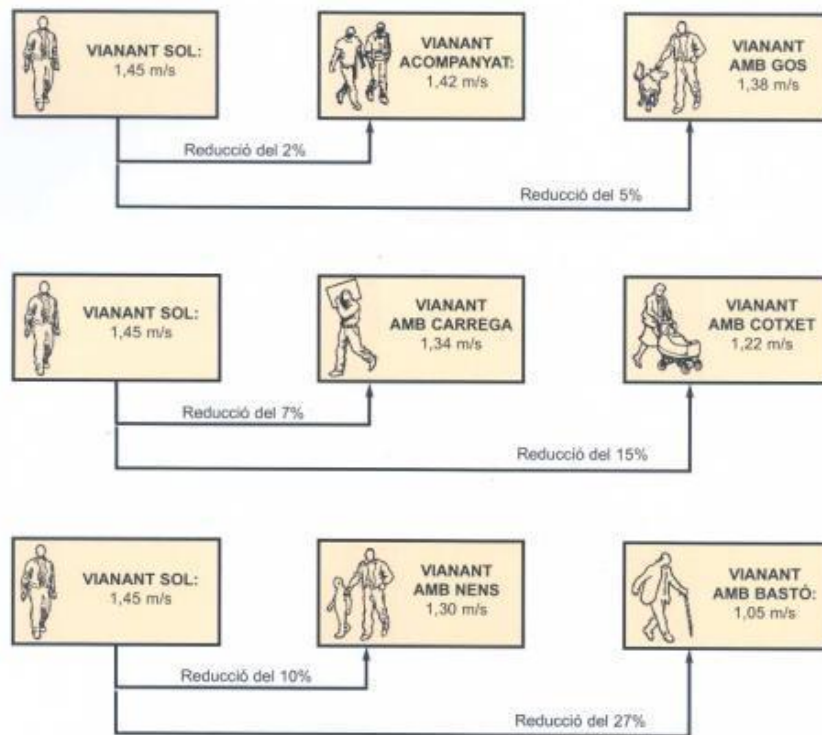 VIANANT SOL:
1,45 m/s
VIANANT
ACOMPANYAT:
1,42 m/s
VIANANT
AMB GOS
1,38 m/s
Reducció del 2%
Reducció del 5%
VIANANT SOL:
1,45 m/s
VIANANT
AMB CARREGA
1,34 m/s
VIANANT
AMB COTXET
1,22 m/s
Reducció del 7%
Reducció del 15%
VIANANT SOL:
1,45 m/s
VIANANT
AMB NENS
1,30 m/s
VIANANT
AMB BASTÓ:
1,05 m/s
Reducció del 10%
Reducció del 27%